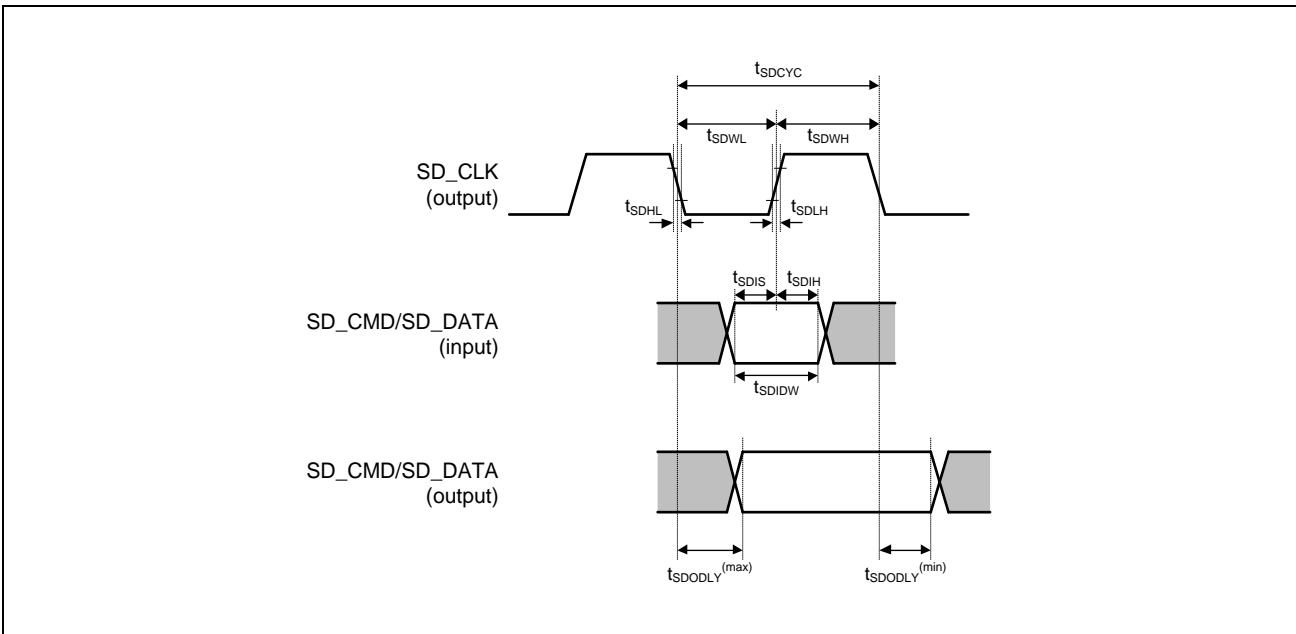 tSDCYC
tSDWL
tSDWH
SD_CLK
(output)
tSDHL
tSDLH
tSDIS
tSDIH
SD_CMD/SD_DATA
(input)
tSDIDW
SD_CMD/SD_DATA
(output)
tSDODLY(max)
tSDODLY(min)